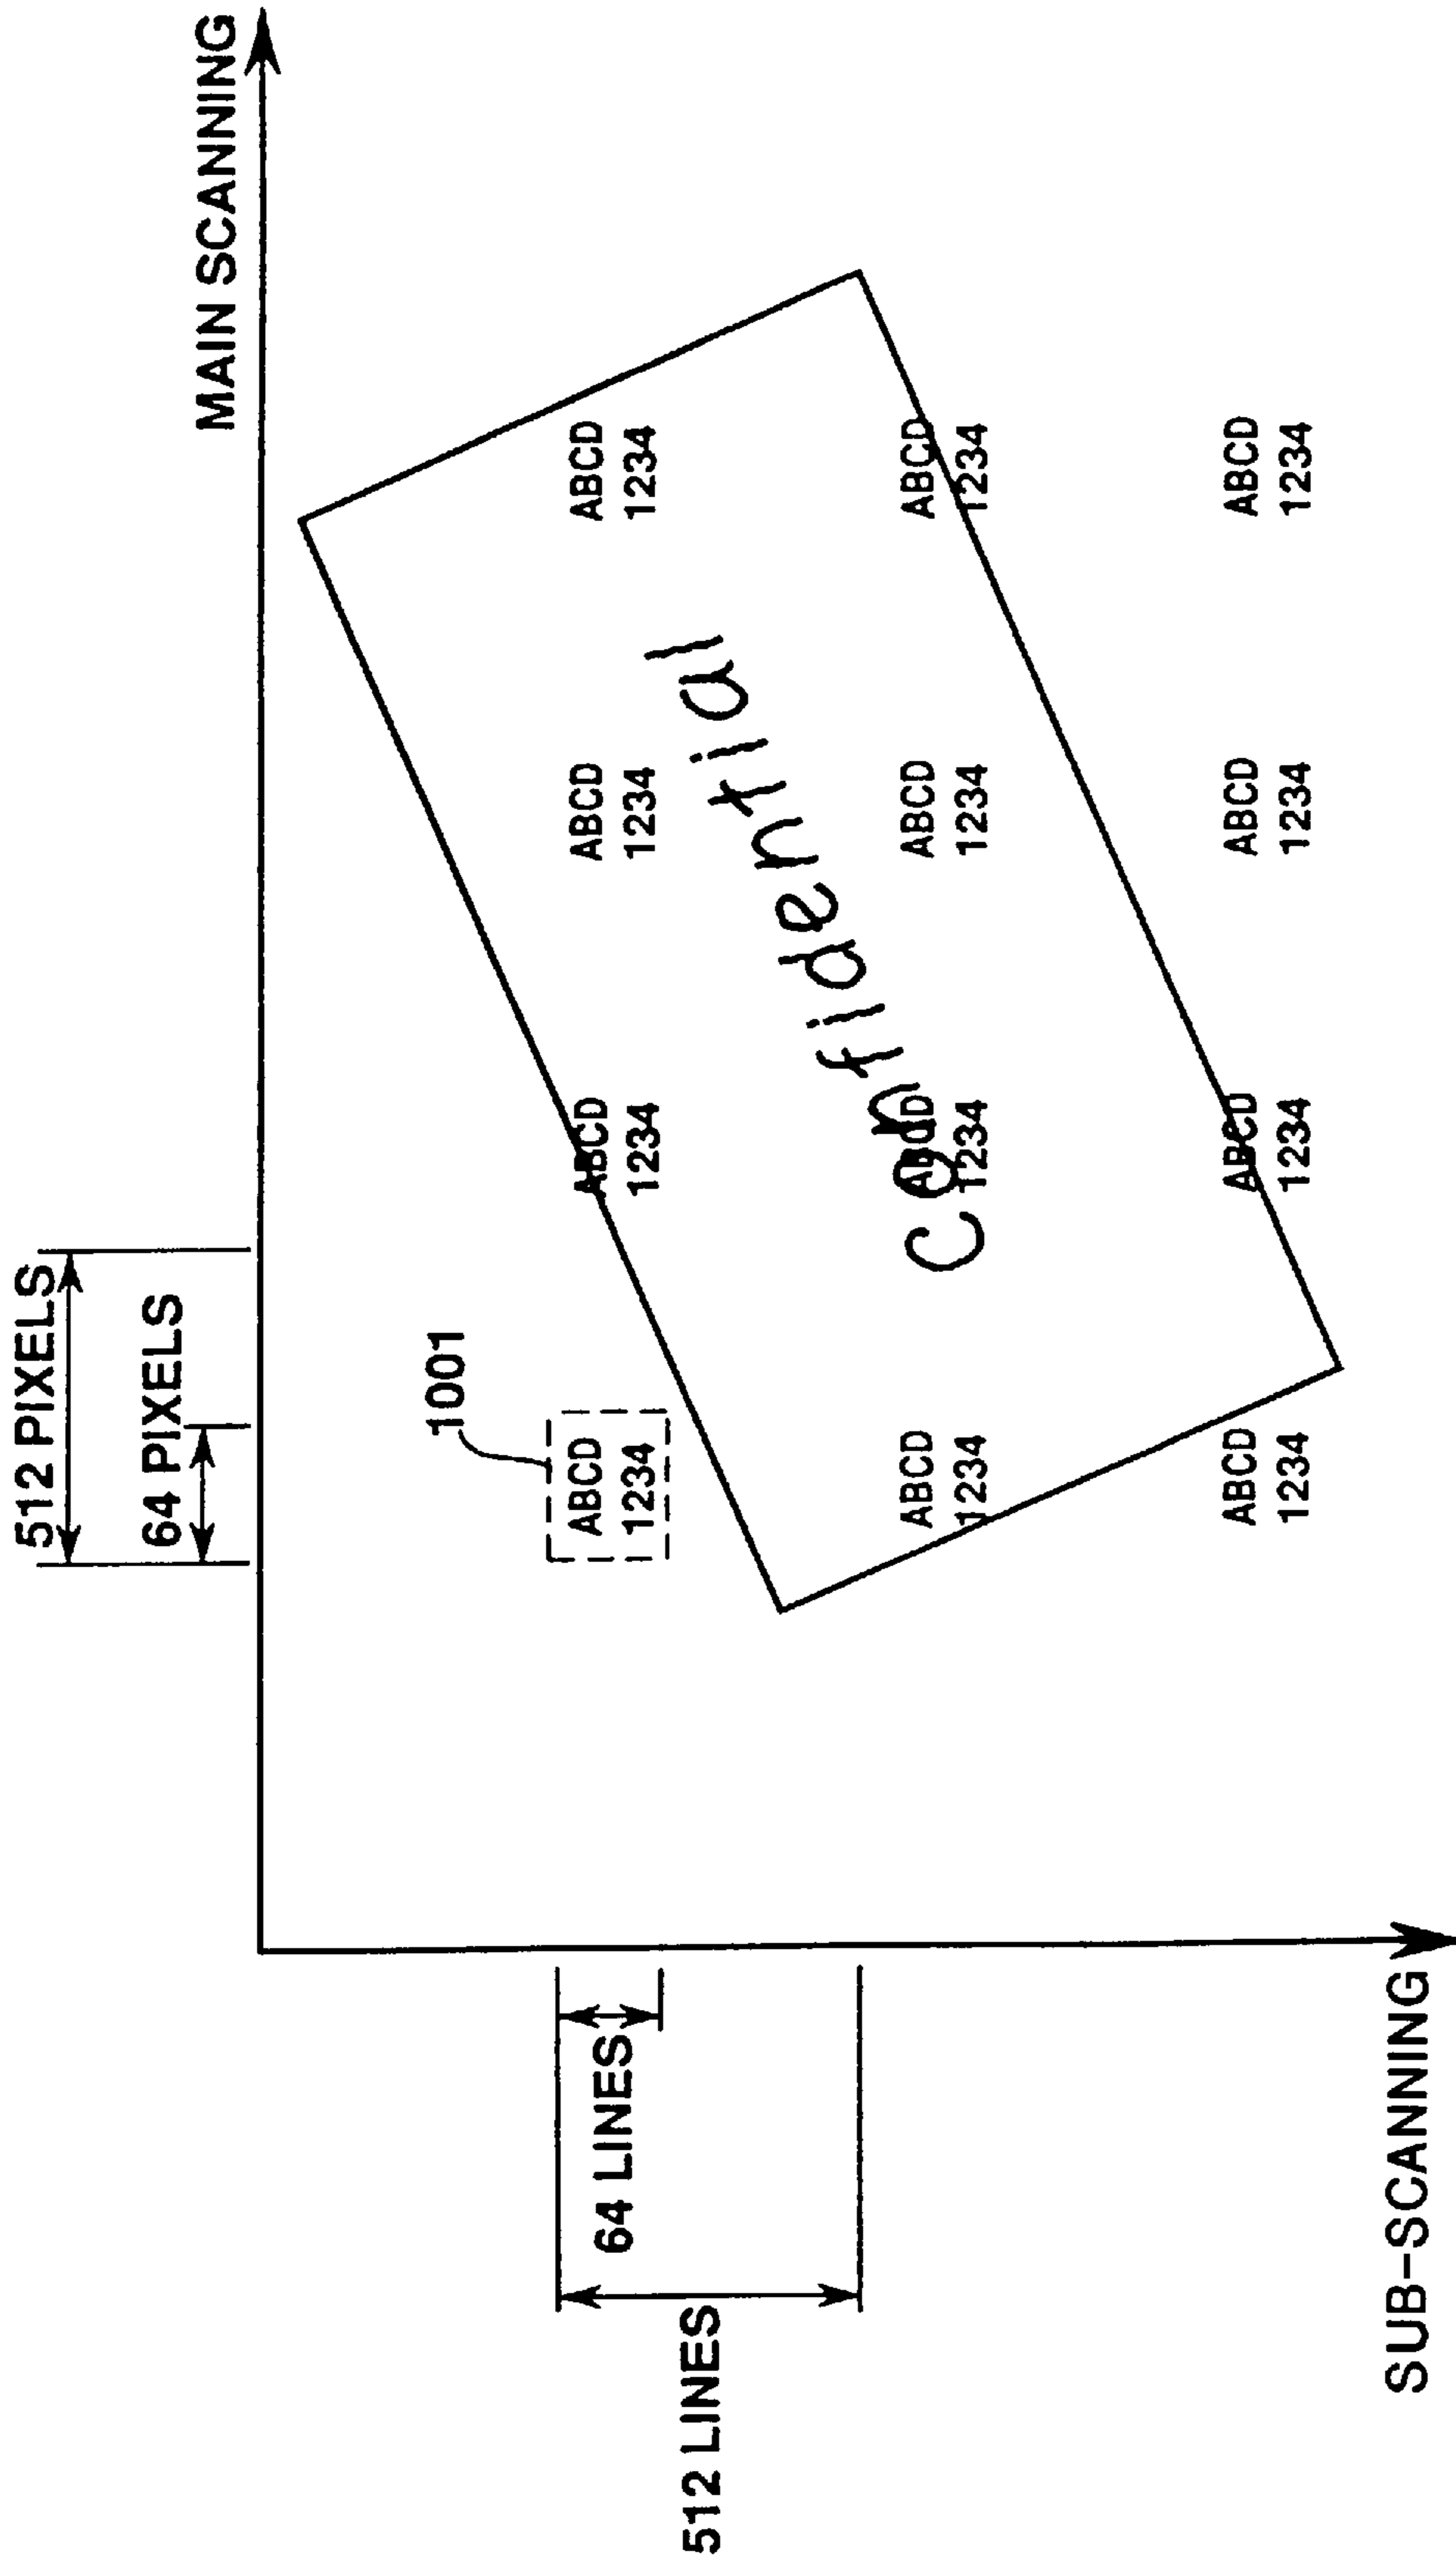 MAIN SCANNING
512 PIXELS
64 PIXELS
1001
ABCD
1234
ABCD
1234
ABCD
1234
ABCD
1234
ABCD
1234
ABCD
1234
ABCD
1234
ABCD
1234
ABCD
1234
ABCD
1234
ABCD
1234
ABCD
1234
Confidential
64 LINES
512 LINES
SUB-SCANNING